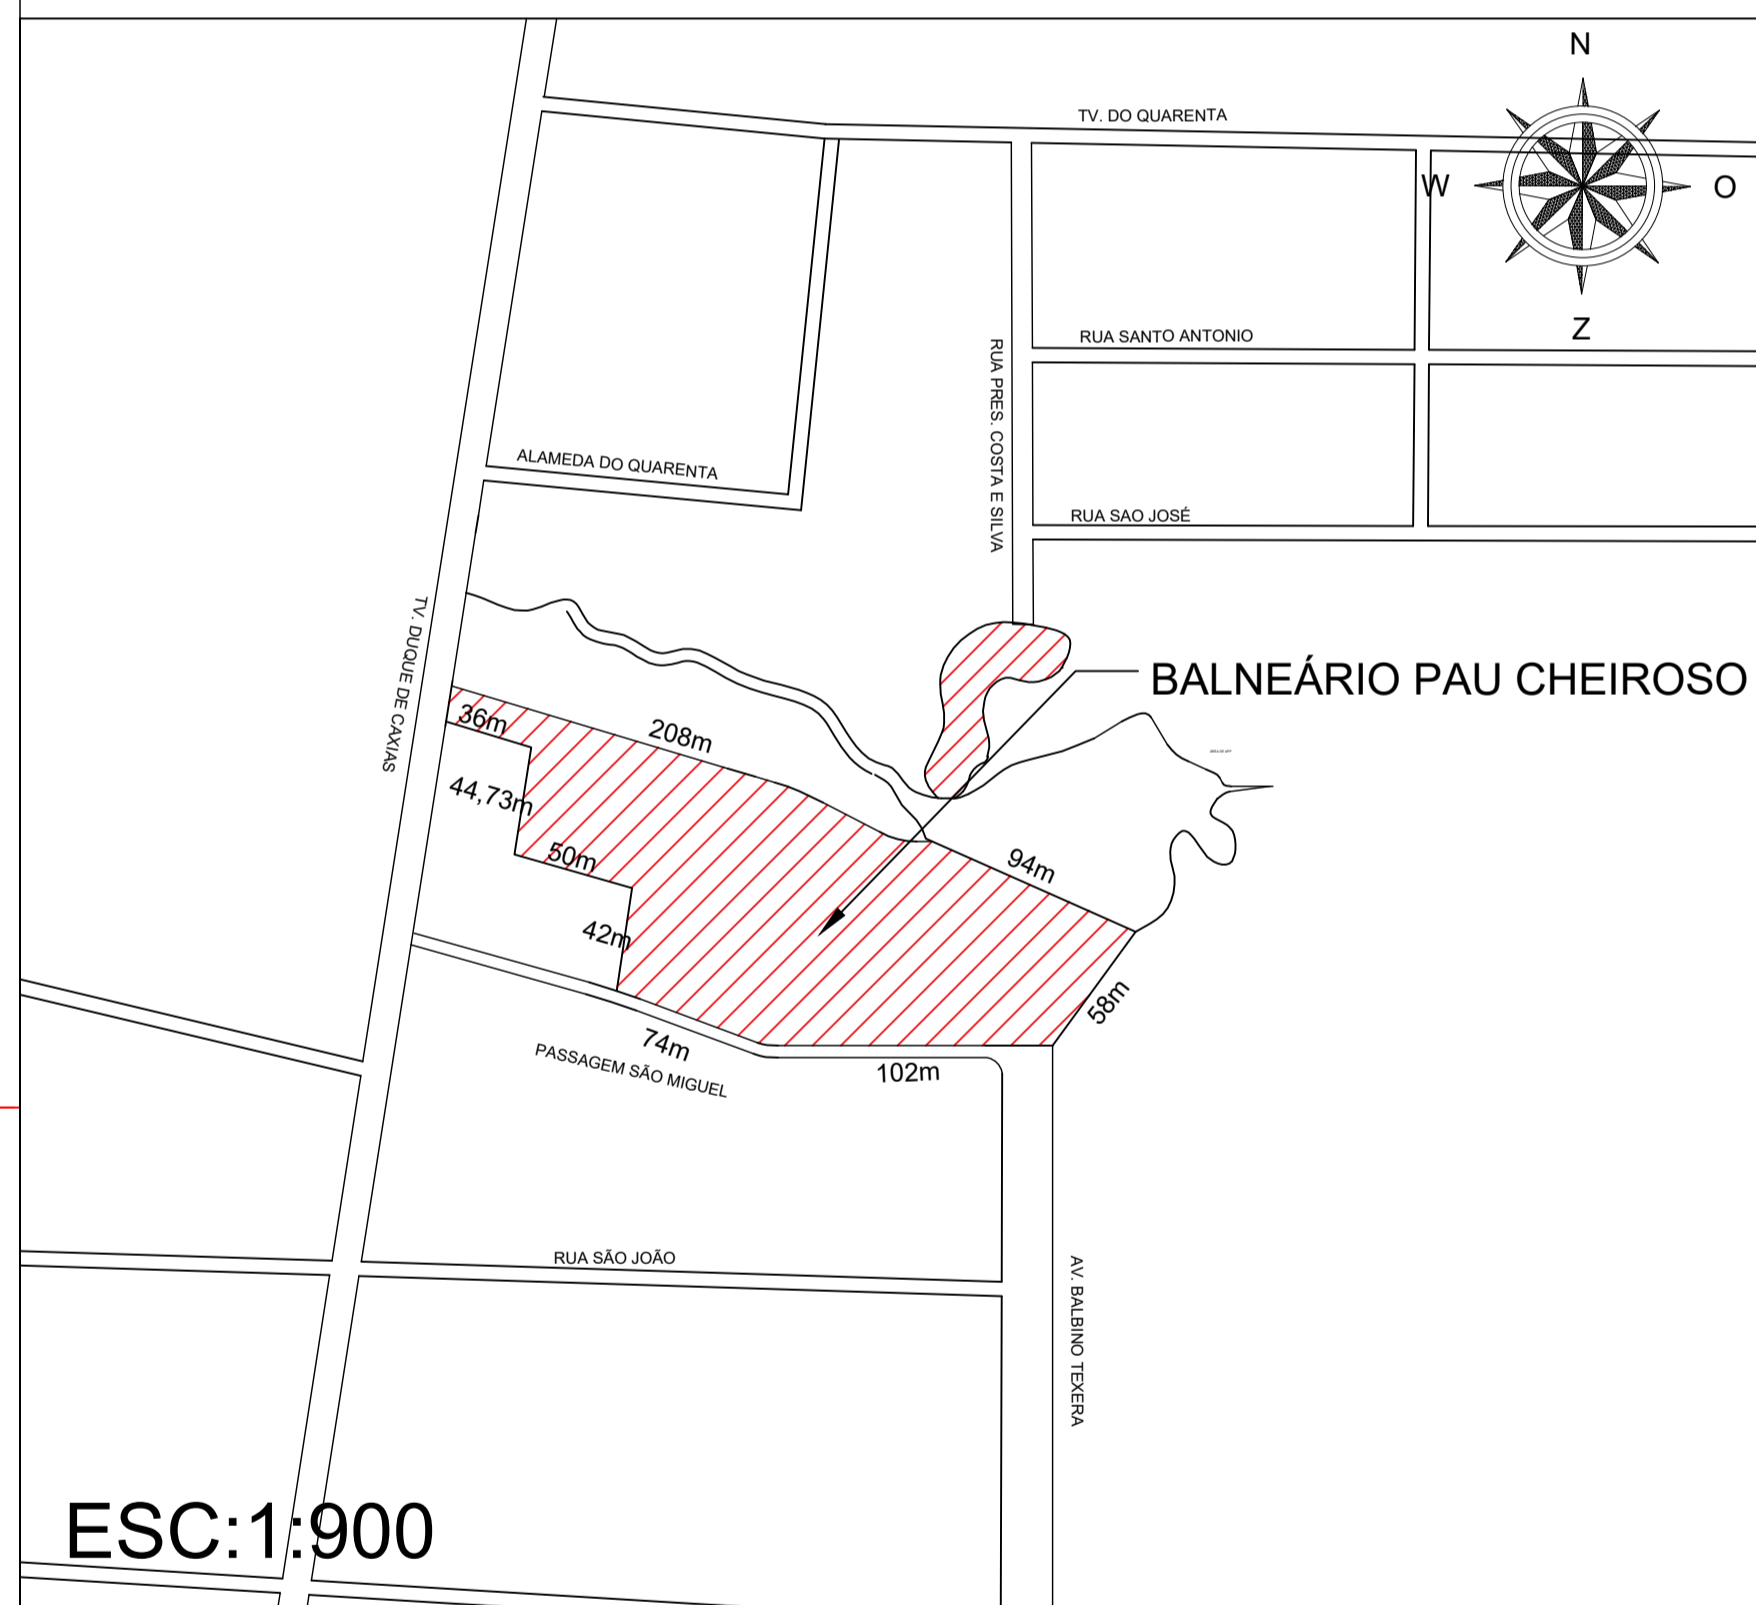 N
TV. DO QUARENTA
W
O
Z
RUA SANTO ANTONIO
RUA PRES. COSTA E SILVA
ALAMEDA DO QUARENTA
RUA SAO JOSÉ
TV. DUQUE DE CAXIAS
BALNEÁRIO PAU CHEIROSO
36m
208m
44,73m
50m
94m
42m
58m
74m
PASSAGEM SÃO MIGUEL
102m
RUA SÃO JOÃO
AV. BALBINO TEXERA
ESC:1:900